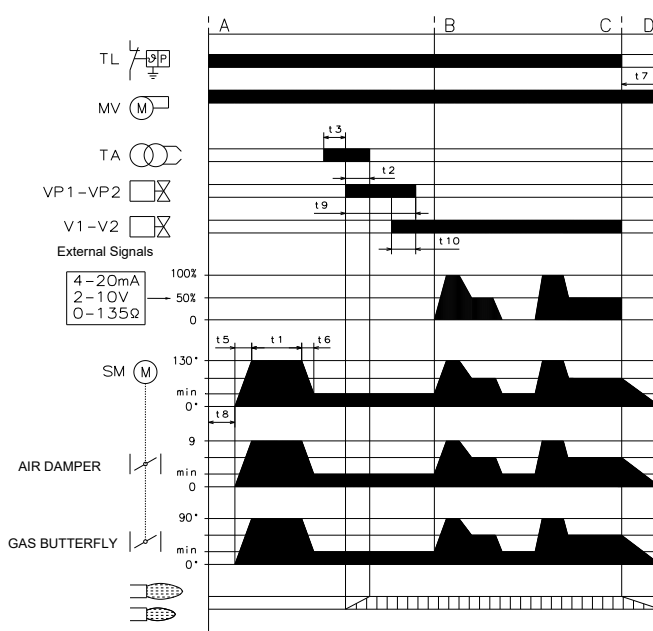 A B C D
TL ϑ P
t7
MV M
t3
TA
t2
VP1-VP2
t9
V1-V2
t10
External Signals
4-20mA
2-10V
0-135Ω
100%
50%
0
t5 t1 t6
130°
SM M
min
0°
t8
9
AIR DAMPER
min
0
90°
GAS BUTTERFLY
min
0°